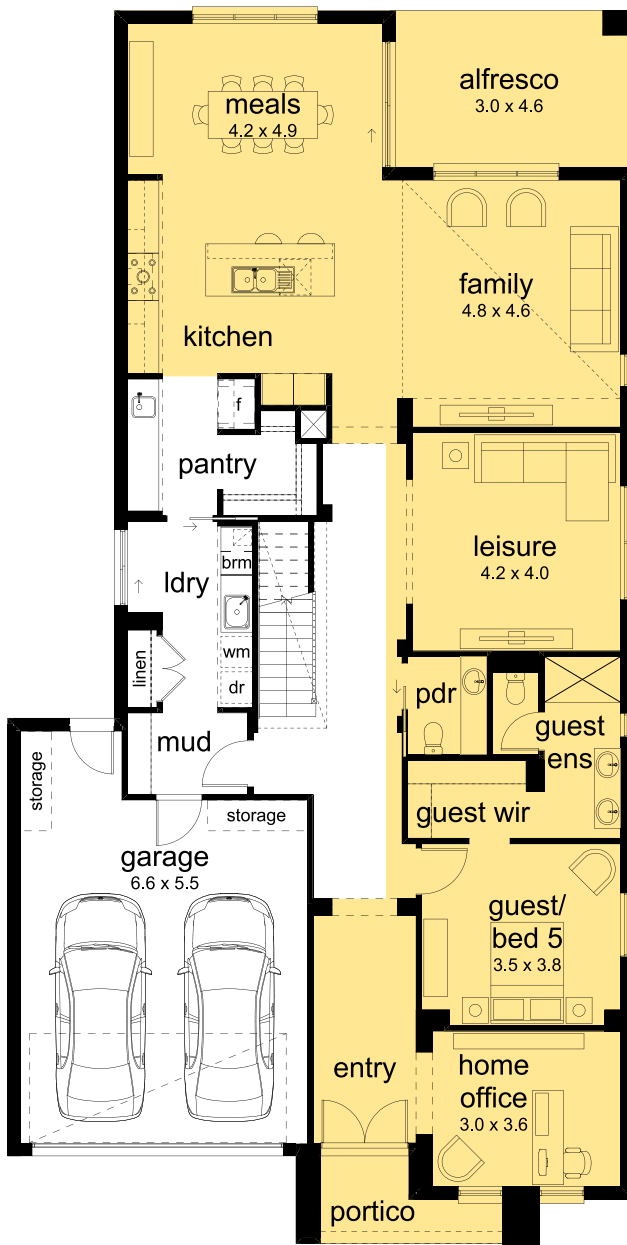 meals
4.2 x 4.9
alfresco
3.0 x 4.6
family
4.8 x 4.6
kitchen
f
pantry
leisure
4.2 x 4.0
brm
ldry
linen
wm
dr
pdr
guest
ens
mud
guest wir
storage
storage
garage
6.6 x 5.5
guest/
bed 5
3.5 x 3.8
entry
home
office
3.0 x 3.6
portico